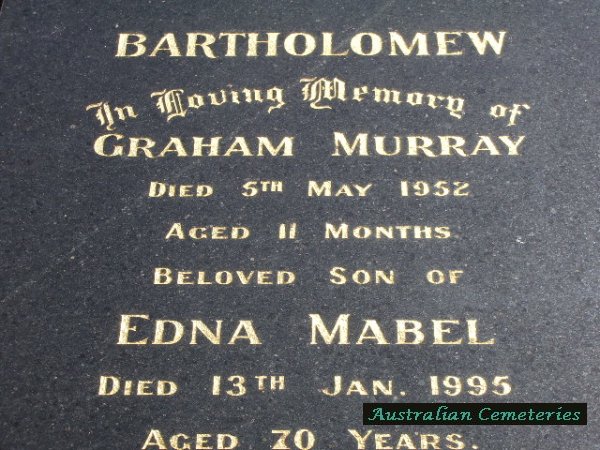 BARTHOLOMEW
In Loving Memory of
GRAHAM MURRAY
DIED 5TH MAY 1952
AGED 11 MONTHS
BELOVED SON OF
EDNA MABEL
DIED 13TH JAN. 1995
Australian Cemeteries
AGED 70 YEARS.